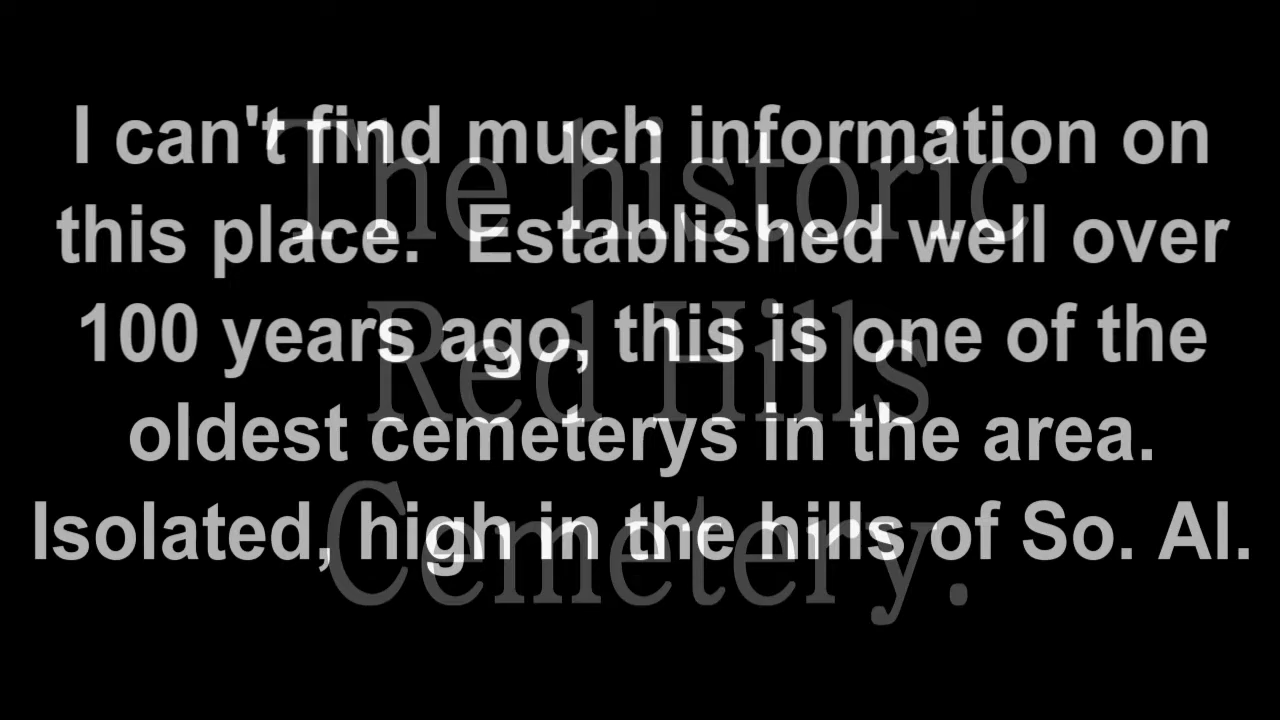 I can't find much information on
this place.  Established well over
100 years ago, this is one of the
oldest cemeterys in the area.
Isolated, high in the hills of So. Al.
The historic
Red Hills
Cemetery.